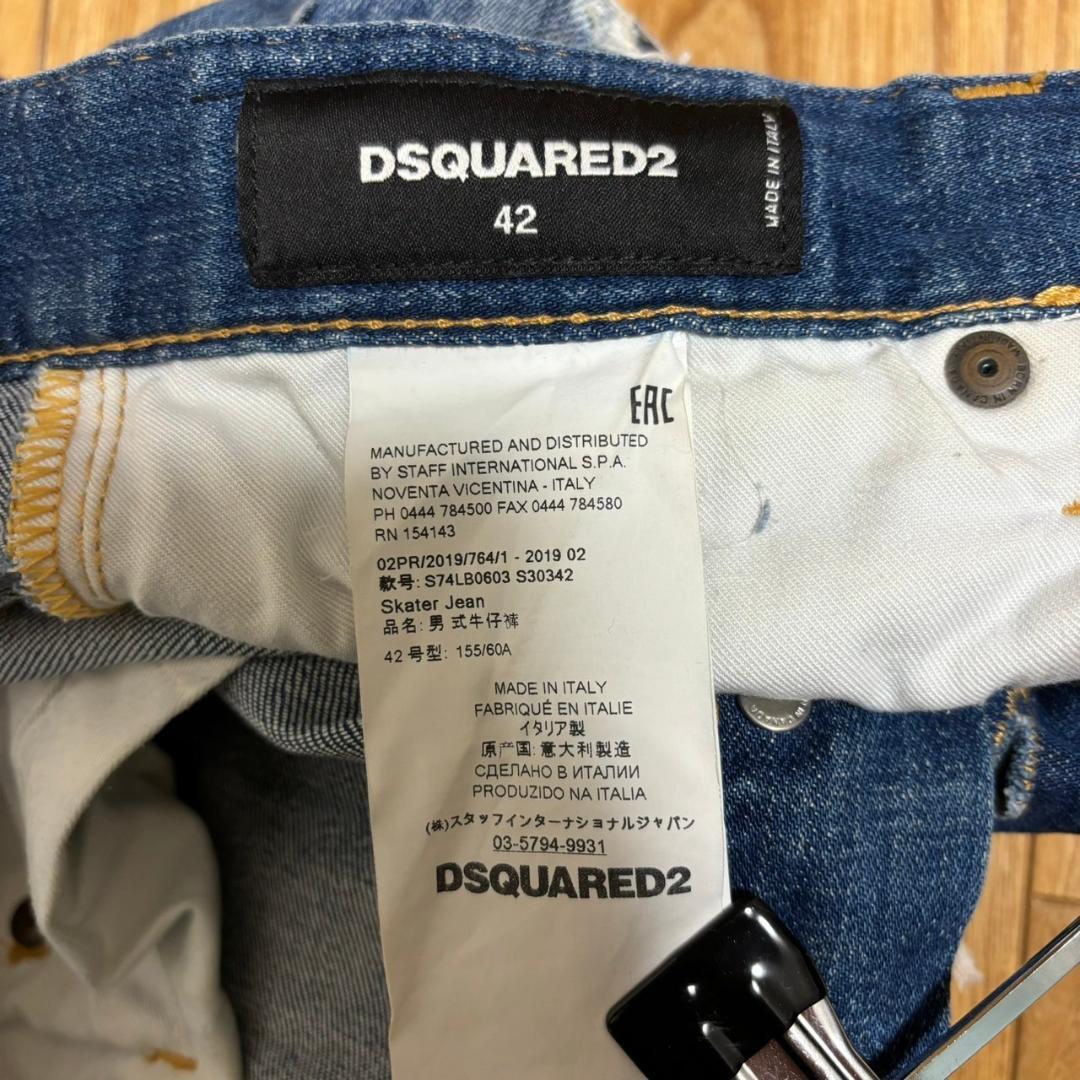 DSQUARED2
42
MADE IN ITALY
EAC
MANUFACTURED AND DISTRIBUTED
BY STAFF INTERNATIONAL S.P.A.
NOVENTA VICENTINA - ITALY
PH 0444 784500 FAX 0444 784580
RN 154143
02PR/2019/764/1 - 2019 02
款号: S74LB0603 S30342
Skater Jean
品名: 男式牛仔裤
42 号型: 155/60A
MADE IN ITALY
FABRIQUÉ EN ITALIE
イタリア製
原产国: 意大利製造
СДЕЛАНО В ИТАЛИИ
PRODUZIDO NA ITALIA
(株)スタッフインターナショナルジャパン
03-5794-9931
DSQUARED2